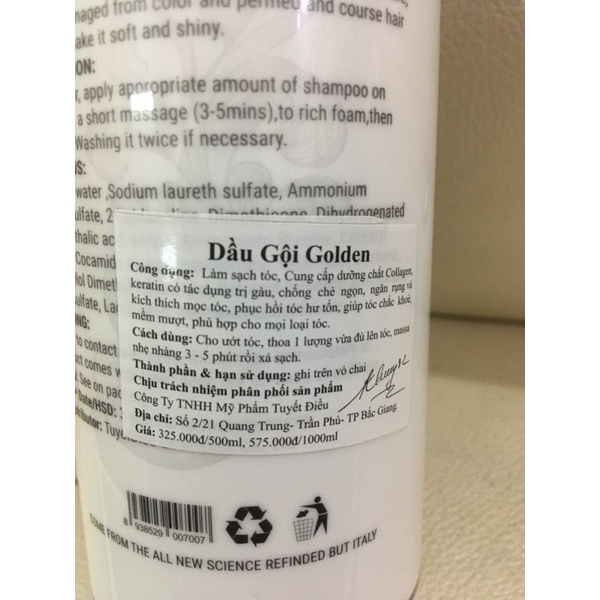 from color and permed and course hair
it soft and shiny.
ON:
apply appropriate amount of shampoo on
a short massage (3-5mins),to rich foam,then
Washing it twice if necessary.
water ,Sodium laureth sulfate, Ammonium
Dihydrogenated
Dầu Gội Golden
Công dụng: Làm sạch tóc, Cung cấp dưỡng chất Collagen,
keratin có tác dụng trị gàu, chống chẻ ngọn, ngăn rụng và
kích thích mọc tóc, phục hồi tóc hư tổn, giúp tóc chắc khoẻ,
mềm mượt, phù hợp cho mọi loại tóc.
Cách dùng: Cho ướt tóc, thoa 1 lượng vừa đủ lên tóc, massa
nhẹ nhàng 3 - 5 phút rồi xả sạch.
Thành phần & hạn sử dụng: ghi trên vỏ chai
Chịu trách nhiệm phân phối sản phẩm
Công Ty TNHH Mỹ Phẩm Tuyết Điều
Địa chỉ: Số 2/21 Quang Trung- Trần Phú- TP Bắc Giang
Giá: 325.000đ/500ml, 575.000đ/1000ml
8 938529 007007
COME FROM THE ALL NEW SCIENCE REFINDED BUT ITALY